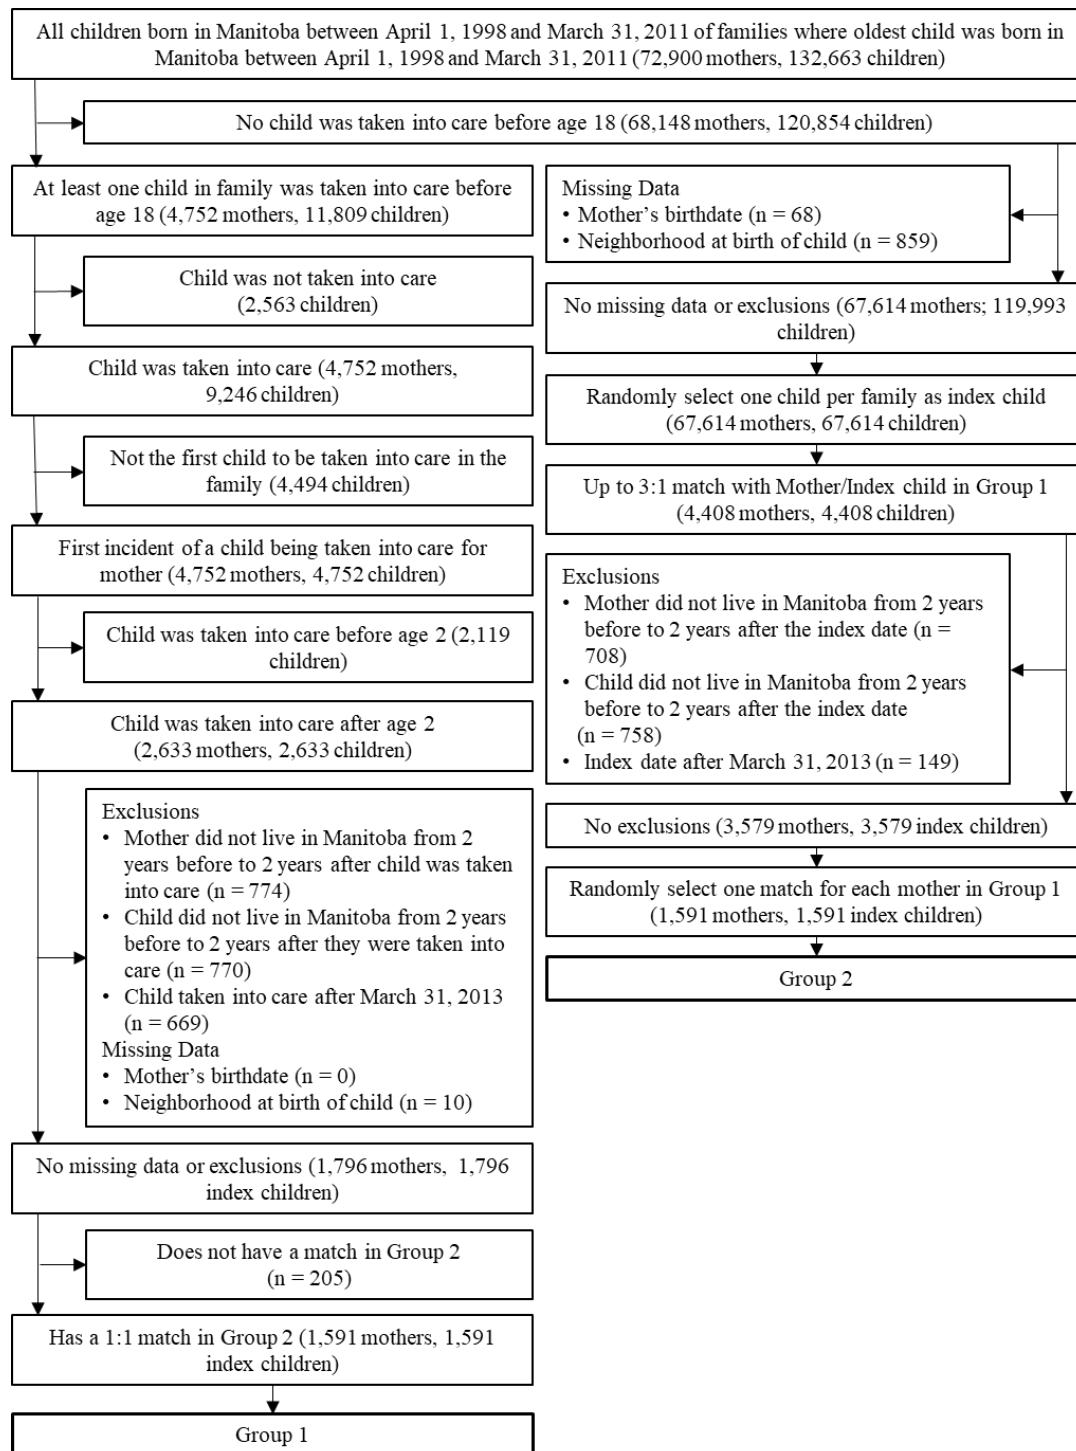 All children born in Manitoba between April 1, 1998 and March 31, 2011 of families where oldest child was born in
Manitoba between April 1, 1998 and March 31, 2011 (72,900 mothers, 132,663 children)
No child was taken into care before age 18 (68,148 mothers, 120,854 children)
At least one child in family was taken into care before
age 18 (4,752 mothers, 11,809 children)
Child was not taken into care
(2,563 children)
Child was taken into care (4,752 mothers,
9,246 children)
Not the first child to be taken into care in the
family (4,494 children)
First incident of a child being taken into care for
mother (4,752 mothers, 4,752 children)
Child was taken into care before age 2 (2,119
children)
Child was taken into care after age 2
(2,633 mothers, 2,633 children)
Exclusions
• Mother did not live in Manitoba from 2
years before to 2 years after child was taken
into care (n = 774)
• Child did not live in Manitoba from 2 years
before to 2 years after they were taken into
care (n = 770)
• Child taken into care after March 31, 2013
(n = 669)
Missing Data
• Mother's birthdate (n = 0)
• Neighborhood at birth of child (n = 10)
No missing data or exclusions (1,796 mothers, 1,796
index children)
Does not have a match in Group 2
(n = 205)
Has a 1:1 match in Group 2 (1,591 mothers, 1,591
index children)
Group 1
Missing Data
• Mother's birthdate (n = 68)
• Neighborhood at birth of child (n = 859)
No missing data or exclusions (67,614 mothers; 119,993
children)
Randomly select one child per family as index child
(67,614 mothers, 67,614 children)
Up to 3:1 match with Mother/Index child in Group 1
(4,408 mothers, 4,408 children)
Exclusions
• Mother did not live in Manitoba from 2 years
before to 2 years after the index date (n =
708)
• Child did not live in Manitoba from 2 years
before to 2 years after the index date
(n = 758)
• Index date after March 31, 2013 (n = 149)
No exclusions (3,579 mothers, 3,579 index children)
Randomly select one match for each mother in Group 1
(1,591 mothers, 1,591 index children)
Group 2